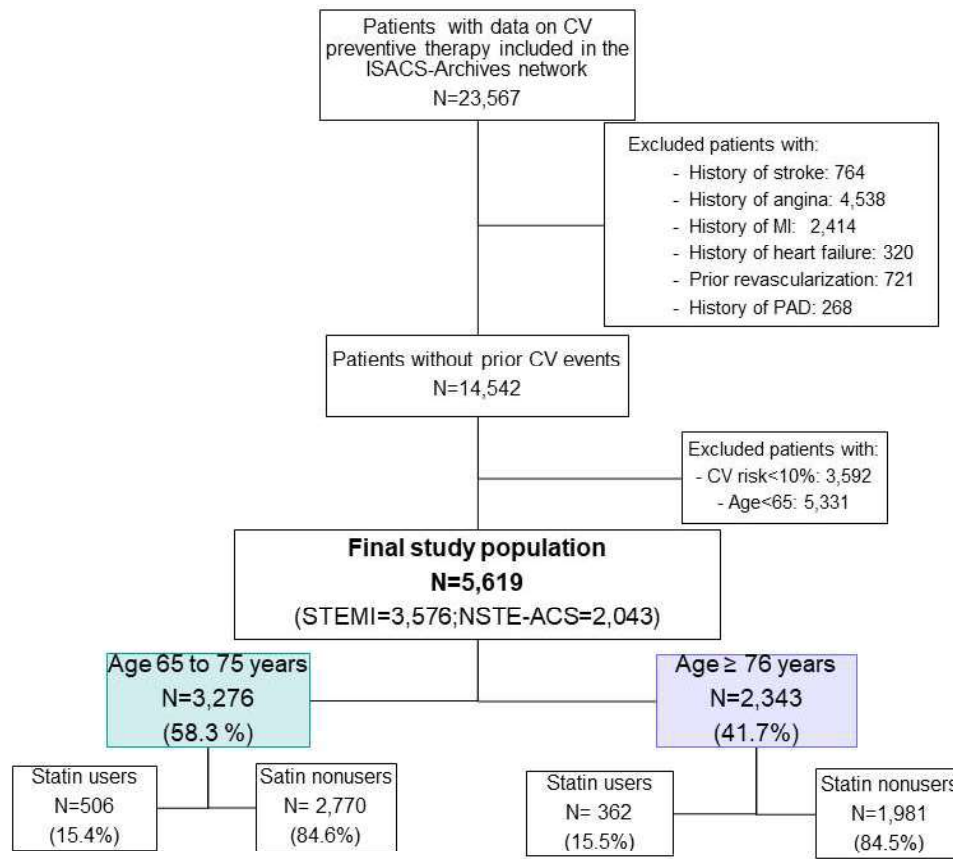 Patients with data on CV
preventive therapy included in the
ISACS-Archives network
N=23,567
Excluded patients with:
- History of stroke: 764
- History of angina: 4,538
- History of MI: 2,414
- History of heart failure: 320
- Prior revascularization: 721
- History of PAD: 268
Patients without prior CV events
N=14,542
Excluded patients with:
- CV risk<10%: 3,592
- Age<65: 5,331
Final study population
N=5,619
(STEMI=3,576;NSTE-ACS=2,043)
Age 65 to 75 years
N=3,276
(58.3 %)
Age ≥ 76 years
N=2,343
(41.7%)
Statin users
N=506
(15.4%)
Satin nonusers
N= 2,770
(84.6%)
Statin users
N= 362
(15.5%)
Statin nonusers
N=1,981
(84.5%)